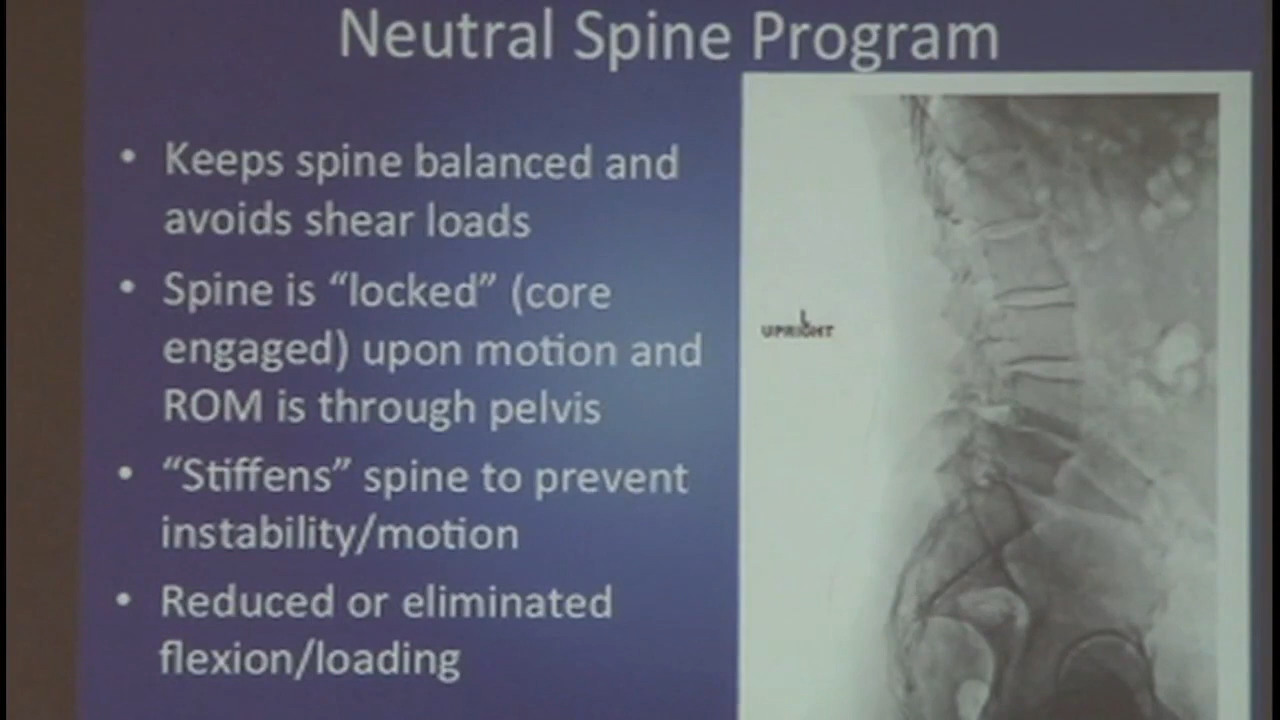 Neutral Spine Program
• Keeps spine balanced and
avoids shear loads
• Spine is “locked” (core
engaged) upon motion and
ROM is through pelvis
• “Stiffens” spine to prevent
instability/motion
• Reduced or eliminated
flexion/loading
L
UPRIGHT